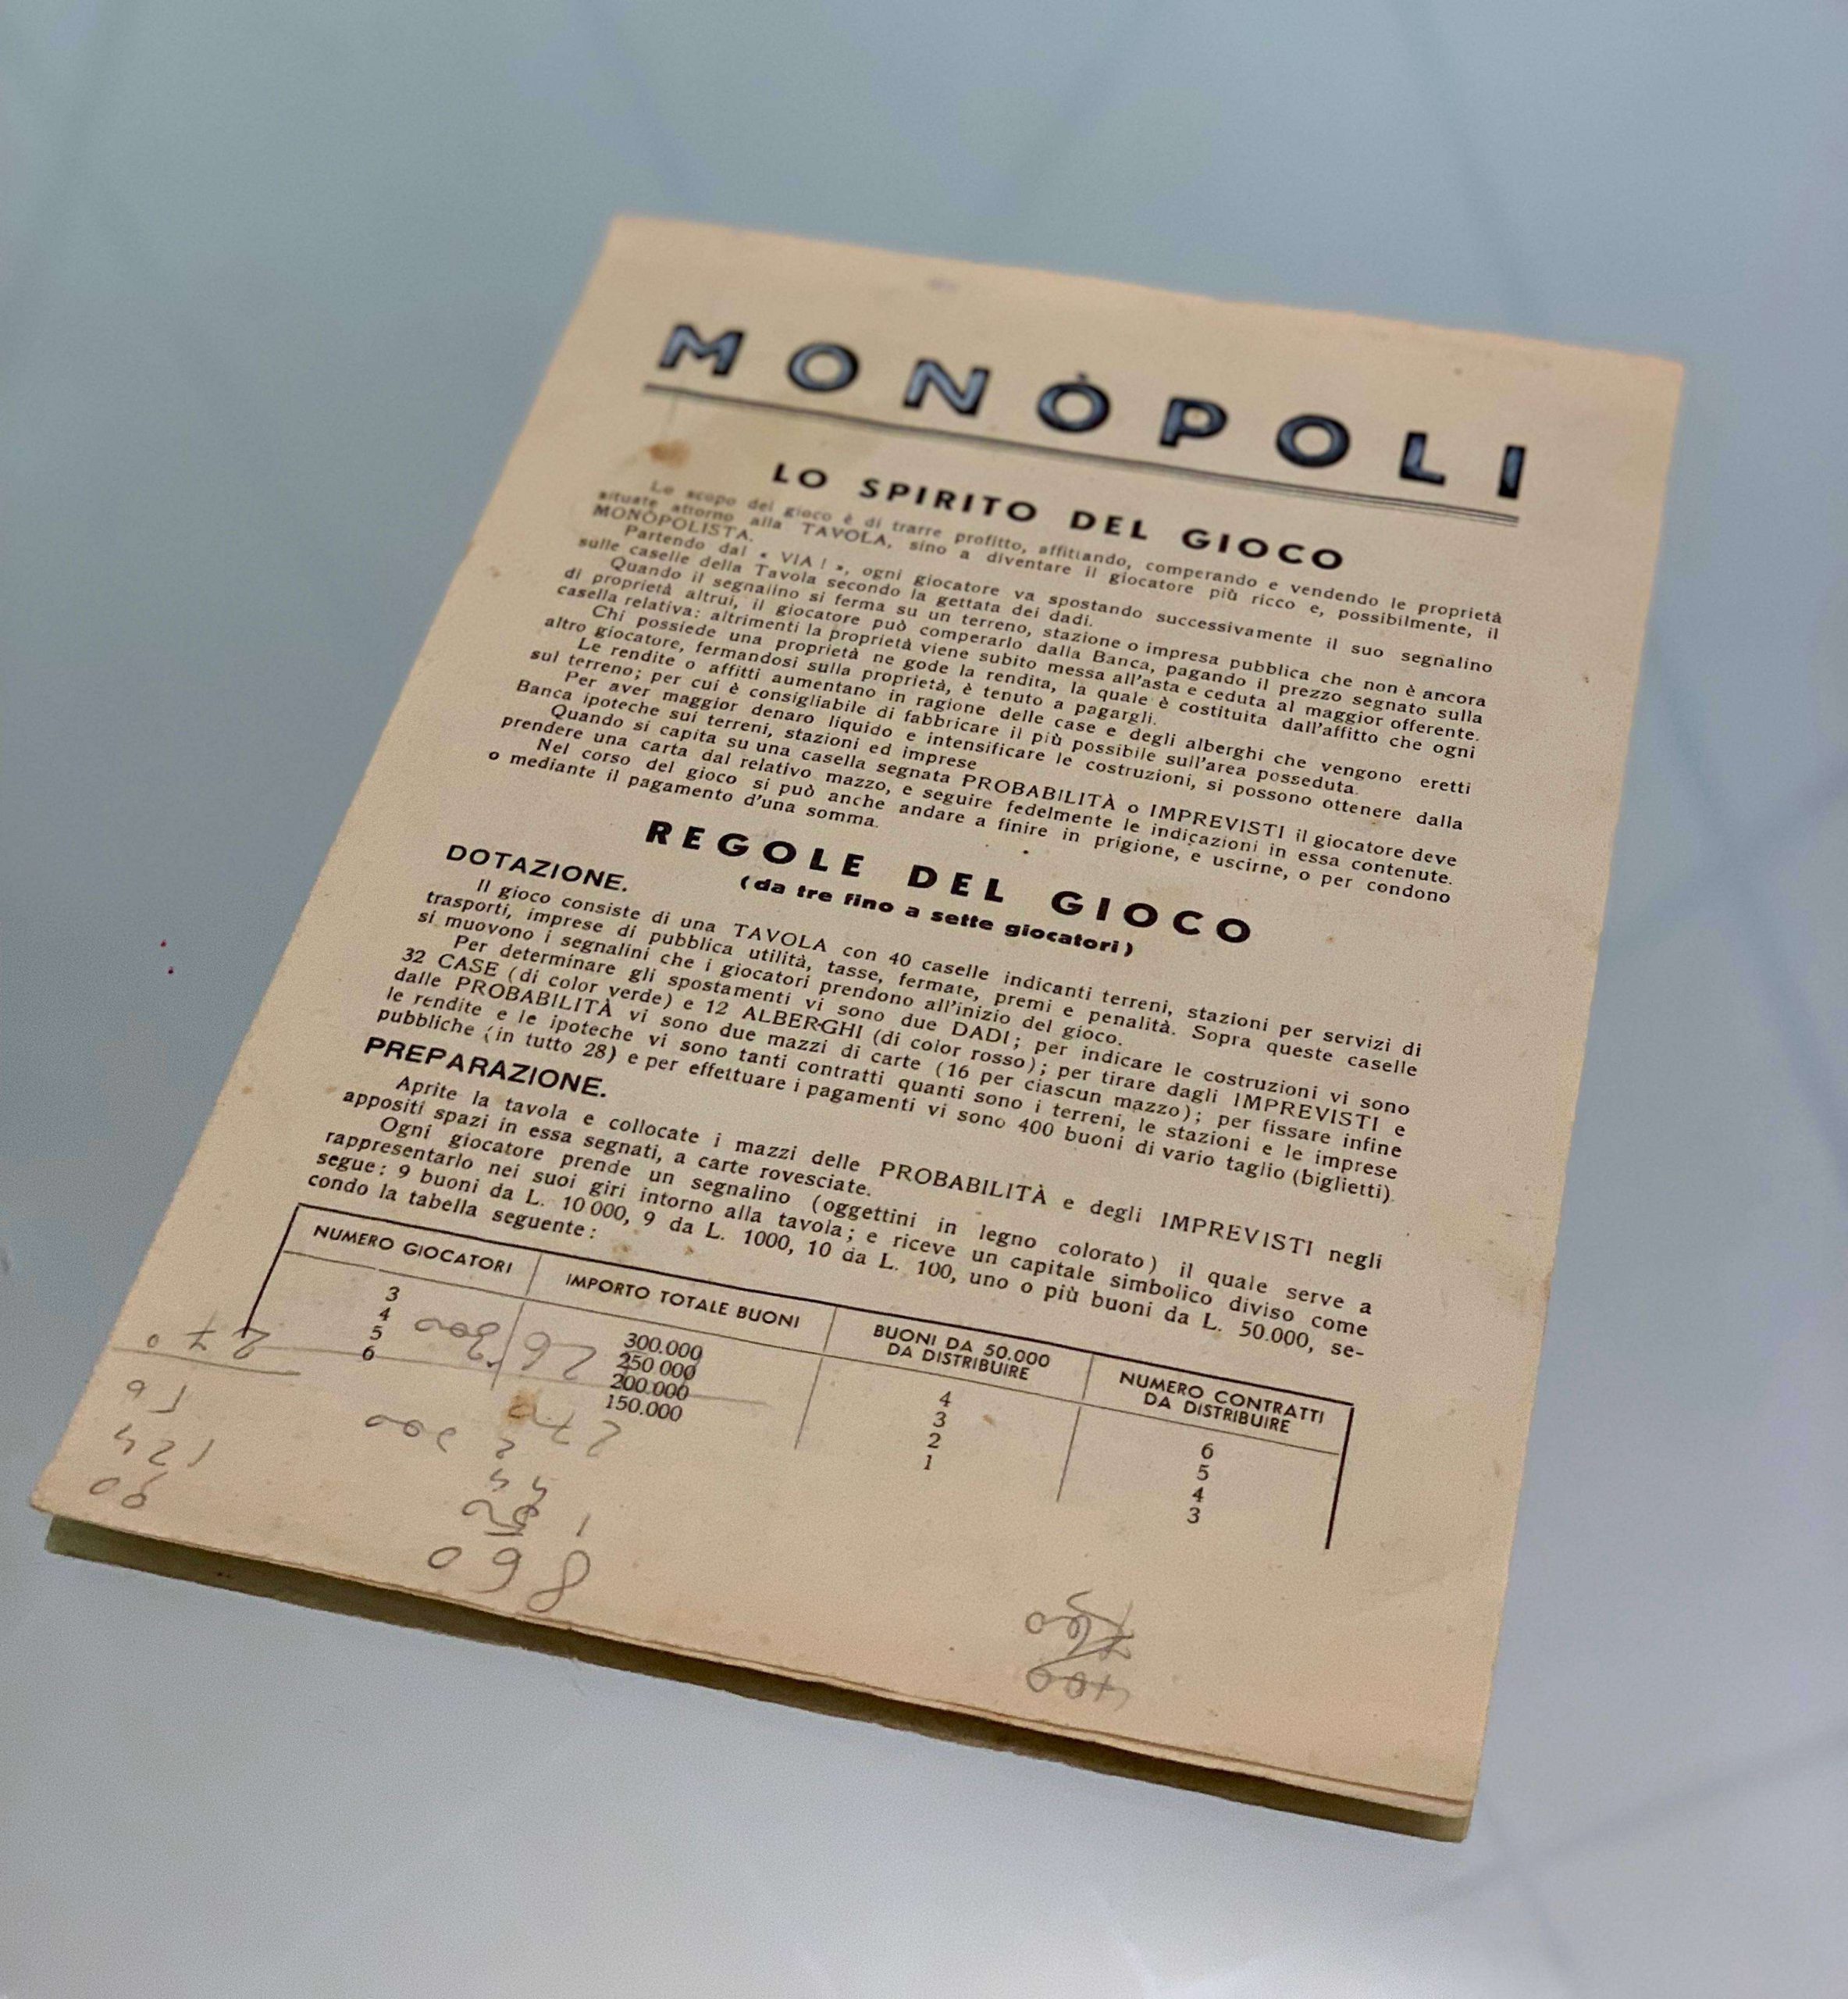 MONÒPOLI
LO SPIRITO DEL GIOCO
Lo scopo del gioco è di trarre profitto, affittando, comperando e vendendo le proprietà
situate attorno alla TAVOLA, sino a diventare il giocatore più ricco e, possibilmente, il
MONÒPOLISTA.
Partendo dal « VIA ! », ogni giocatore va spostando successivamente il suo segnalino
sulle caselle della Tavola secondo la gettata dei dadi.
Quando il segnalino si ferma su un terreno, stazione o impresa pubblica che non è ancora
di proprietà altrui, il giocatore può comperarlo dalla Banca, pagando il prezzo segnato sulla
casella relativa: altrimenti la proprietà viene subito messa all'asta e ceduta al maggior offerente.
Chi possiede una proprietà ne gode la rendita, la quale è costituita dall'affitto che ogni
altro giocatore, fermandosi sulla proprietà, è tenuto a pagargli.
Le rendite o affitti aumentano in ragione delle case e degli alberghi che vengono eretti
sul terreno; per cui è consigliabile di fabbricare il più possibile sull'area posseduta.
Per aver maggior denaro liquido e intensificare le costruzioni, si possono ottenere dalla
Banca ipoteche sui terreni, stazioni ed imprese
Quando si capita su una casella segnata PROBABILITÀ o IMPREVISTI il giocatore deve
prendere una carta dal relativo mazzo, e seguire fedelmente le indicazioni in essa contenute.
Nel corso del gioco si può anche andare a finire in prigione, e uscirne, o per condono
o mediante il pagamento d'una somma.
REGOLE DEL GIOCO
(da tre fino a sette giocatori)
DOTAZIONE.
Il gioco consiste di una TAVOLA con 40 caselle indicanti terreni, stazioni per servizi di
trasporti, imprese di pubblica utilità, tasse, fermate, premi e penalità. Sopra queste caselle
si muovono i segnalini che i giocatori prendono all'inizio del gioco.
Per determinare gli spostamenti vi sono due DADI; per indicare le costruzioni vi sono
32 CASE (di color verde) e 12 ALBERGHI (di color rosso); per tirare dagli IMPREVISTI e
dalle PROBABILITÀ vi sono due mazzi di carte (16 per ciascun mazzo); per fissare infine
le rendite e le ipoteche vi sono tanti contratti quanti sono i terreni, le stazioni e le imprese
pubbliche (in tutto 28) e per effettuare i pagamenti vi sono 400 buoni di vario taglio (biglietti).
PREPARAZIONE.
Aprite la tavola e collocate i mazzi delle PROBABILITÀ e degli IMPREVISTI negli
appositi spazi in essa segnati, a carte rovesciate.
Ogni giocatore prende un segnalino (oggettini in legno colorato) il quale serve a
rappresentarlo nei suoi giri intorno alla tavola; e riceve un capitale simbolico diviso come
segue: 9 buoni da L. 10 000, 9 da L. 1000, 10 da L. 100, uno o più buoni da L. 50.000, se-
condo la tabella seguente:
NUMERO GIOCATORI IMPORTO TOTALE BUONI BUONI DA 50.000 DA DISTRIBUIRE NUMERO CONTRATTI DA DISTRIBUIRE
3 300.000 4 6
4 250 000 3 5
5 200.000 2 4
6 150.000 1 3
860